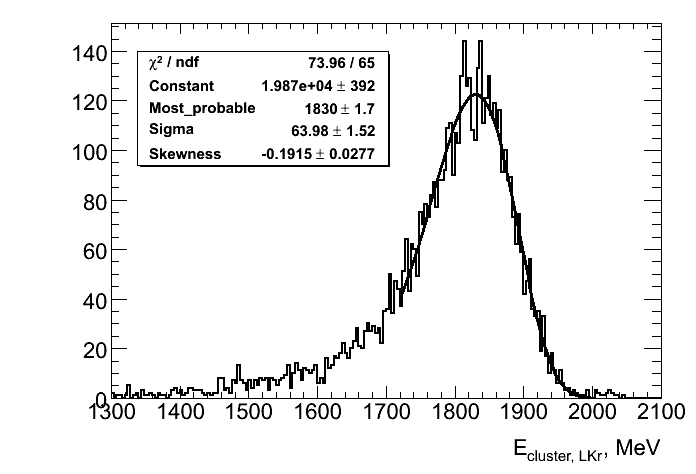 140
120
100
80
60
40
20
0
χ² / ndf 73.96 / 65
Constant 1.987e+04 ± 392
Most_probable 1830 ± 1.7
Sigma 63.98 ± 1.52
Skewness -0.1915 ± 0.0277
1300 1400 1500 1600 1700 1800 1900 2000 2100
E_cluster, LKr, MeV